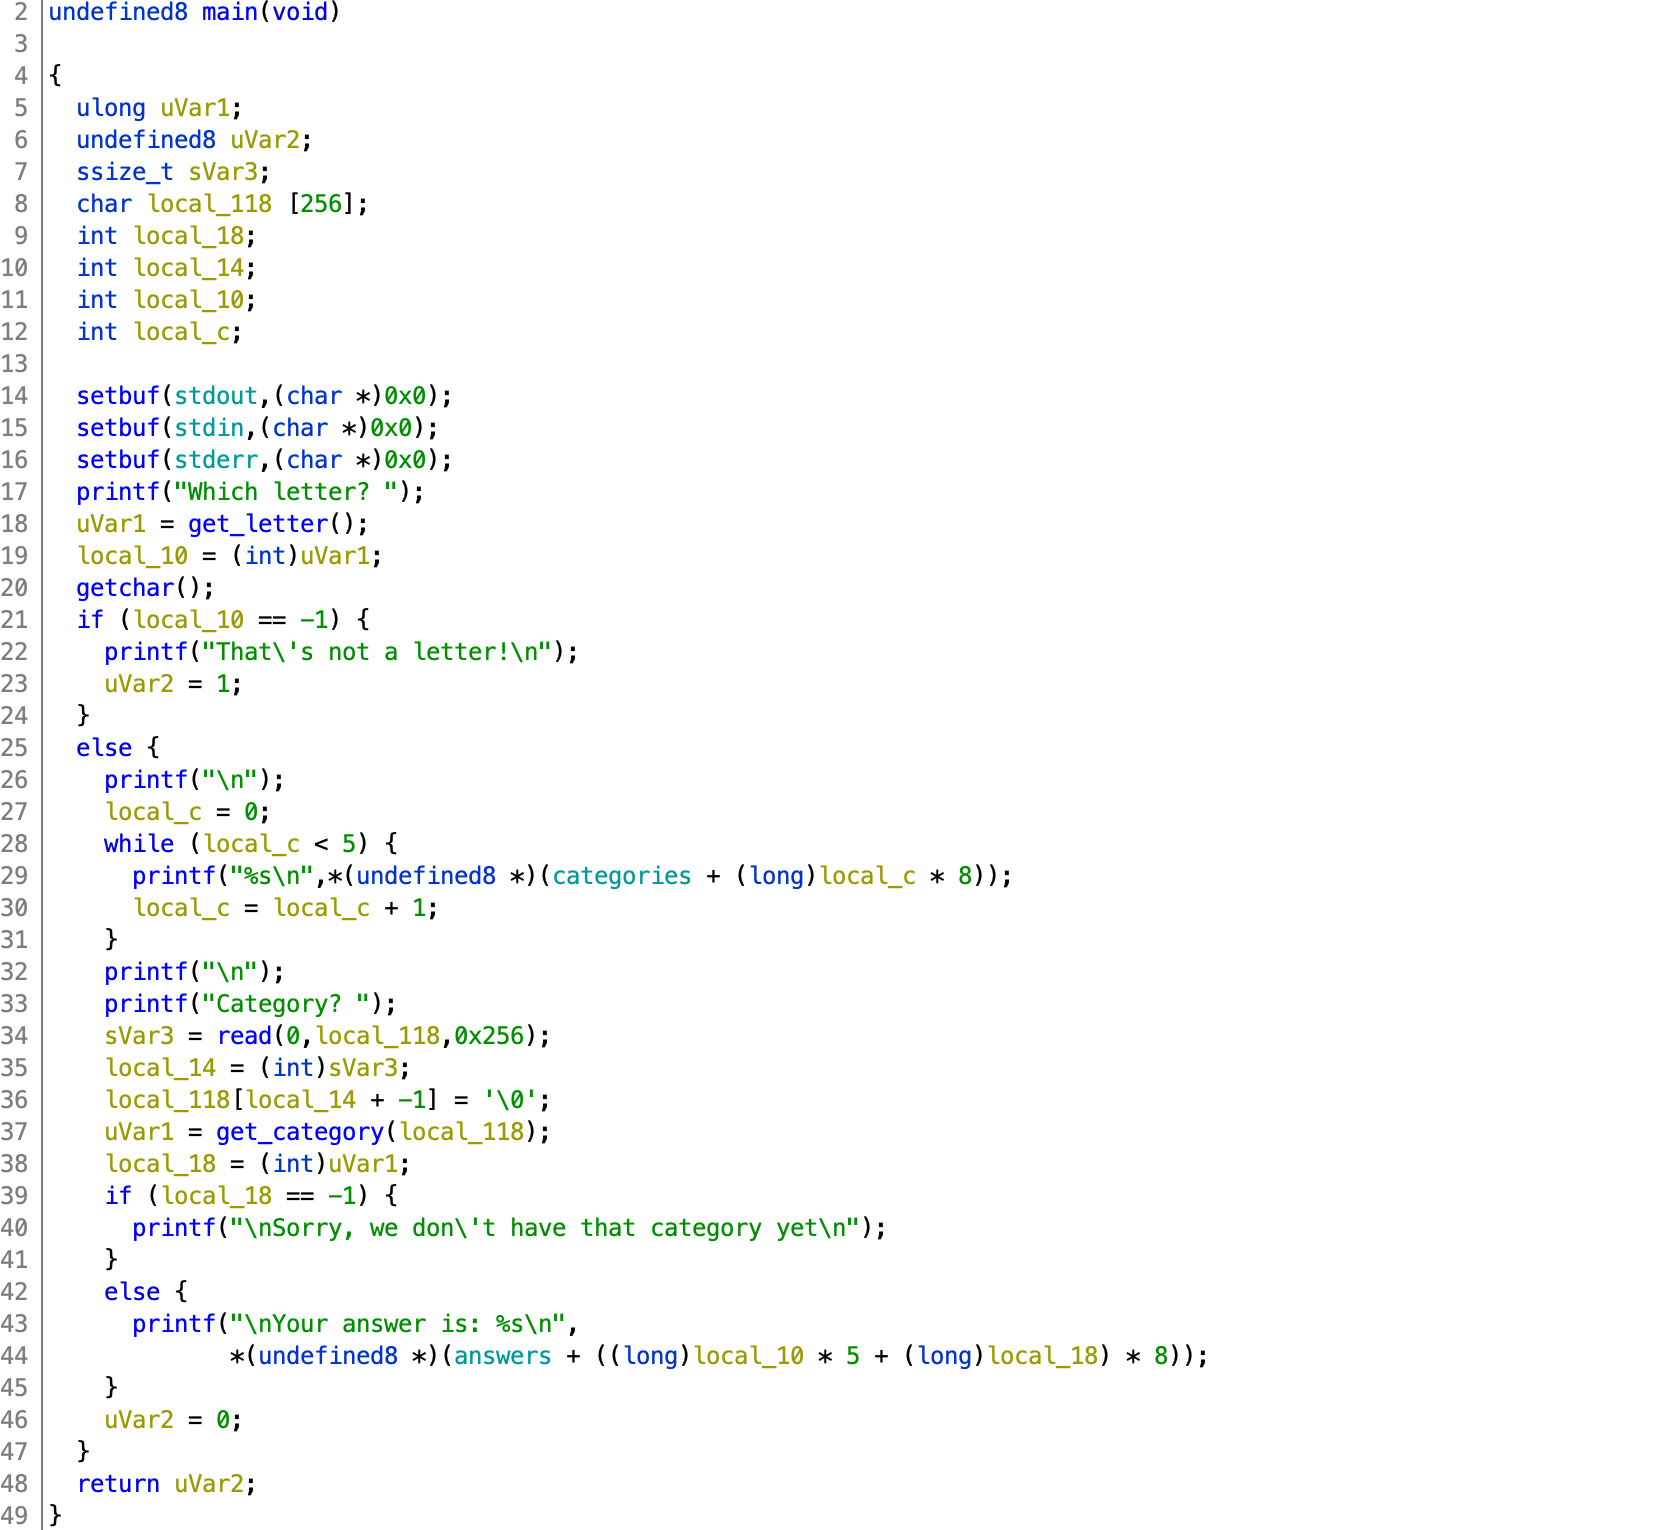 2 undefined8 main(void)
3
4 {
5   ulong uVar1;
6   undefined8 uVar2;
7   ssize_t sVar3;
8   char local_118 [256];
9   int local_18;
10   int local_14;
11   int local_10;
12   int local_c;
13
14   setbuf(stdout,(char *)0x0);
15   setbuf(stdin,(char *)0x0);
16   setbuf(stderr,(char *)0x0);
17   printf("Which letter? ");
18   uVar1 = get_letter();
19   local_10 = (int)uVar1;
20   getchar();
21   if (local_10 == -1) {
22     printf("That\'s not a letter!\n");
23     uVar2 = 1;
24   }
25   else {
26     printf("\n");
27     local_c = 0;
28     while (local_c < 5) {
29       printf("%s\n",*(undefined8 *)(categories + (long)local_c * 8));
30       local_c = local_c + 1;
31     }
32     printf("\n");
33     printf("Category? ");
34     sVar3 = read(0,local_118,0x256);
35     local_14 = (int)sVar3;
36     local_118[local_14 + -1] = '\0';
37     uVar1 = get_category(local_118);
38     local_18 = (int)uVar1;
39     if (local_18 == -1) {
40       printf("\nSorry, we don\'t have that category yet\n");
41     }
42     else {
43       printf("\nYour answer is: %s\n",
44              *(undefined8 *)(answers + ((long)local_10 * 5 + (long)local_18) * 8));
45     }
46     uVar2 = 0;
47   }
48   return uVar2;
49 }